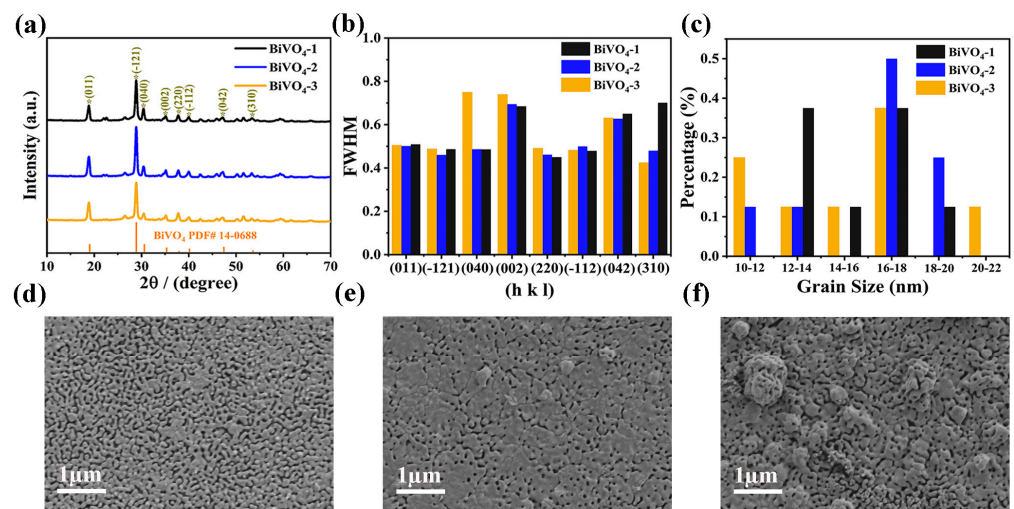 (a)
Intensity (a.u.)
BiVO4-1
BiVO4-2
BiVO4-3
*(011)
*(-121)
*(040)
*(002)
*(220)
*(-112)
*(042)
*(310)
BiVO4 PDF# 14-0688
10 20 30 40 50 60 70
2θ / (degree)
(b)
FWHM
1.0
0.8
0.6
0.4
0.2
0.0
BiVO4-1
BiVO4-2
BiVO4-3
(011)(-121)(040)(002)(220)(-112)(042)(310)
(h k l)
(c)
Percentage (%)
0.5
0.4
0.3
0.2
0.1
0.0
BiVO4-1
BiVO4-2
BiVO4-3
10-12 12-14 14-16 16-18 18-20 20-22
Grain Size (nm)
(d)
1μm
(e)
1μm
(f)
1μm